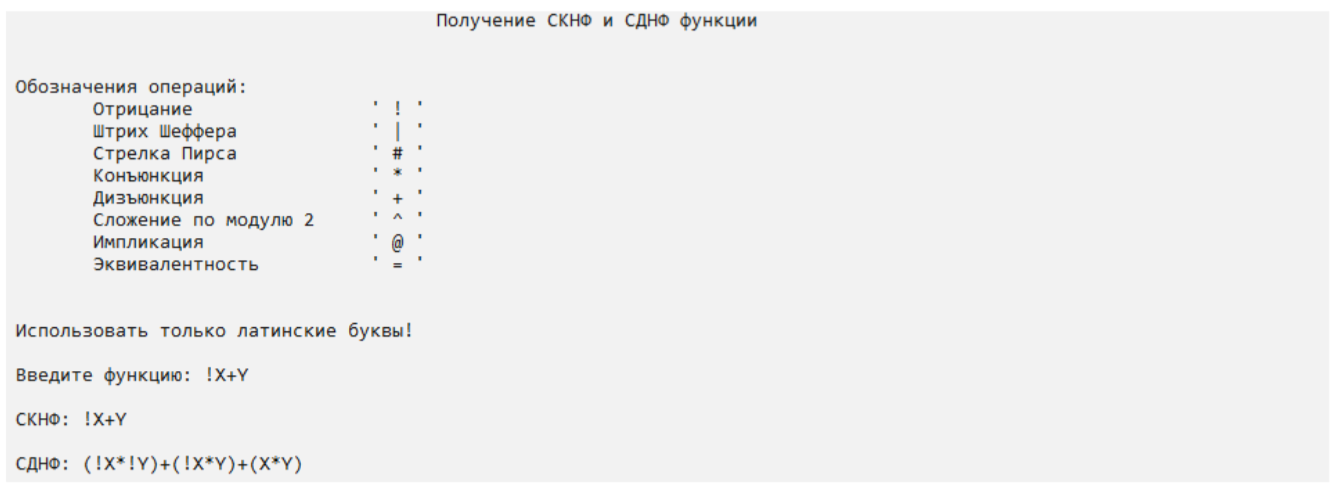 Получение СКНФ и СДНФ функции
Обозначения операций:
Отрицание ' ! '
Штрих Шеффера ' | '
Стрелка Пирса ' # '
Конъюнкция ' * '
Дизъюнкция ' + '
Сложение по модулю 2 ' ^ '
Импликация ' @ '
Эквивалентность ' = '
Использовать только латинские буквы!
Введите функцию: !X+Y
СКНФ: !X+Y
СДНФ: (!X*!Y)+(!X*Y)+(X*Y)